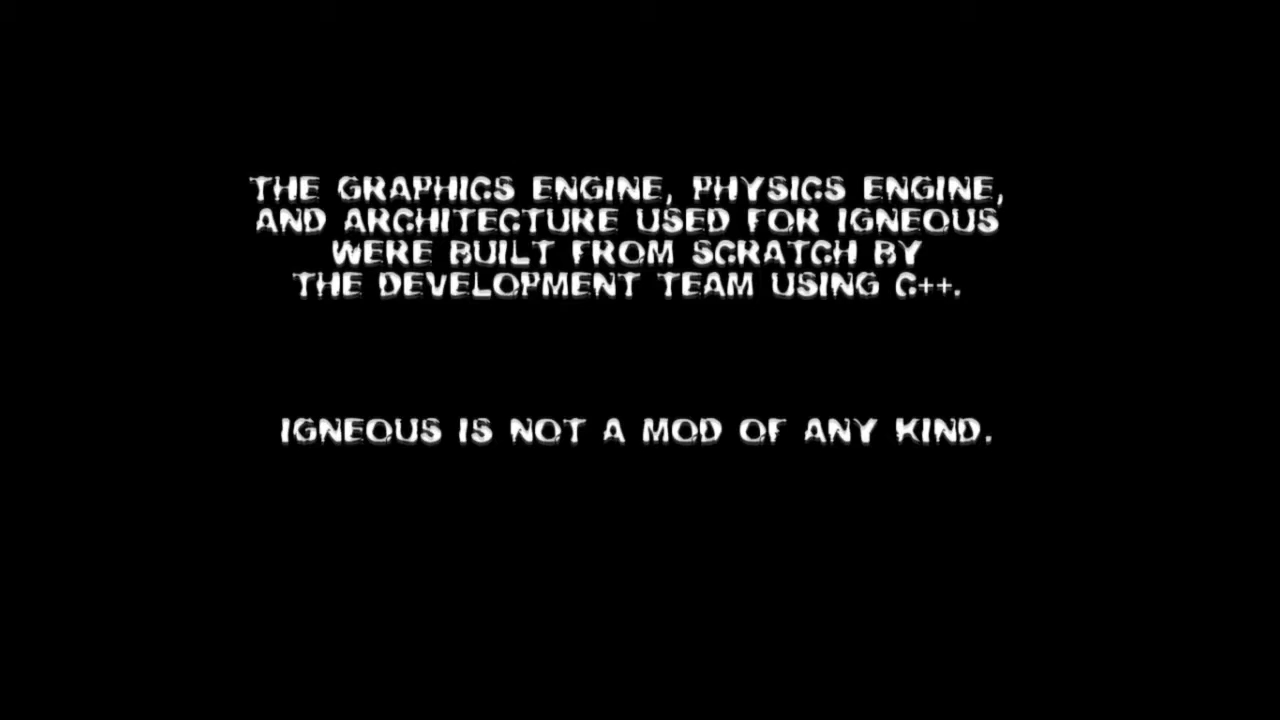 THE GRAPHICS ENGINE, PHYSICS ENGINE,
AND ARCHITECTURE USED FOR IGNEOUS
WERE BUILT FROM SCRATCH BY
THE DEVELOPMENT TEAM USING C++.
IGNEOUS IS NOT A MOD OF ANY KIND.